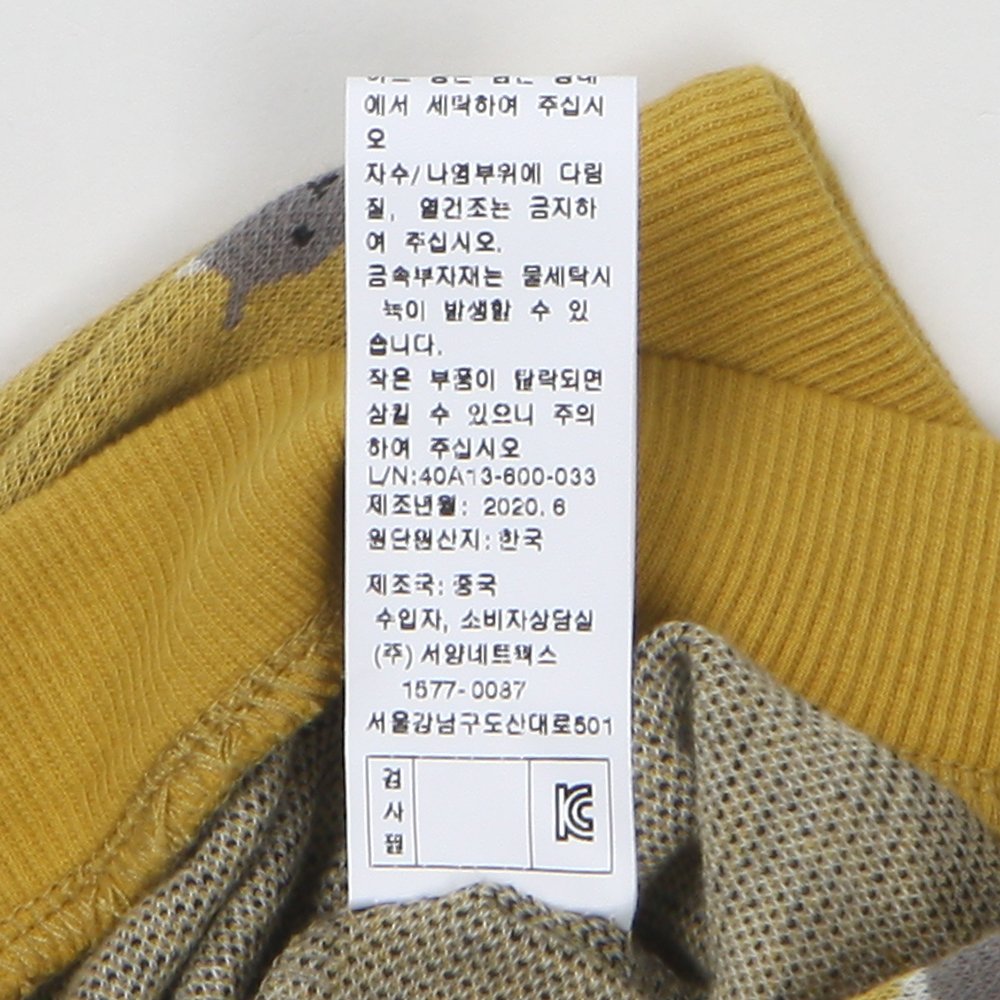 에서 세탁하여 주십시
오
자수/나염부위에 다림
질, 열건조는 금지하
여 주십시오.
금속부자재는 물세탁시
녹이 발생할 수 있
습니다.
작은 부품이 탈락되면
삼킬 수 있으니 주의
하여 주십시오
L/N:40A13-600-033
제조년월: 2020.6
원단원산지: 한국
제조국: 중국
수입자, 소비자상담실
(주)서양네트웍스
1577-0087
서울강남구도산대로501
검
사
필
KC